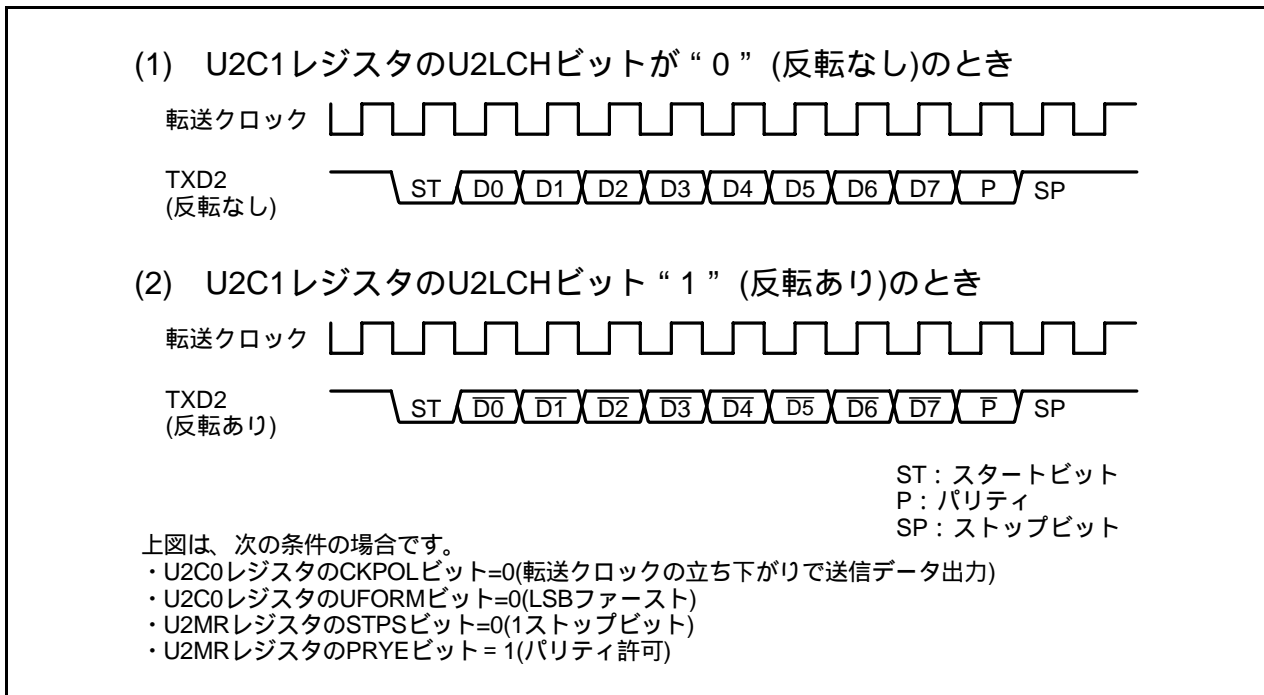 (1) U2C1レジスタのU2LCHビットが“0”(反転なし)のとき
転送クロック
TXD2
(反転なし)
ST D0 D1 D2 D3 D4 D5 D6 D7 P SP
(2) U2C1レジスタのU2LCHビット“1”(反転あり)のとき
転送クロック
TXD2
(反転あり)
ST D̅0̅ D̅1̅ D̅2̅ D̅3̅ D̅4̅ D̅5̅ D̅6̅ D̅7̅ P̅ SP
ST:スタートビット
P:パリティ
SP:ストップビット
上図は、次の条件の場合です。
・U2C0レジスタのCKPOLビット=0(転送クロックの立ち下がりで送信データ出力)
・U2C0レジスタのUFORMビット=0(LSBファースト)
・U2MRレジスタのSTPSビット=0(1ストップビット)
・U2MRレジスタのPRYEビット = 1(パリティ許可)